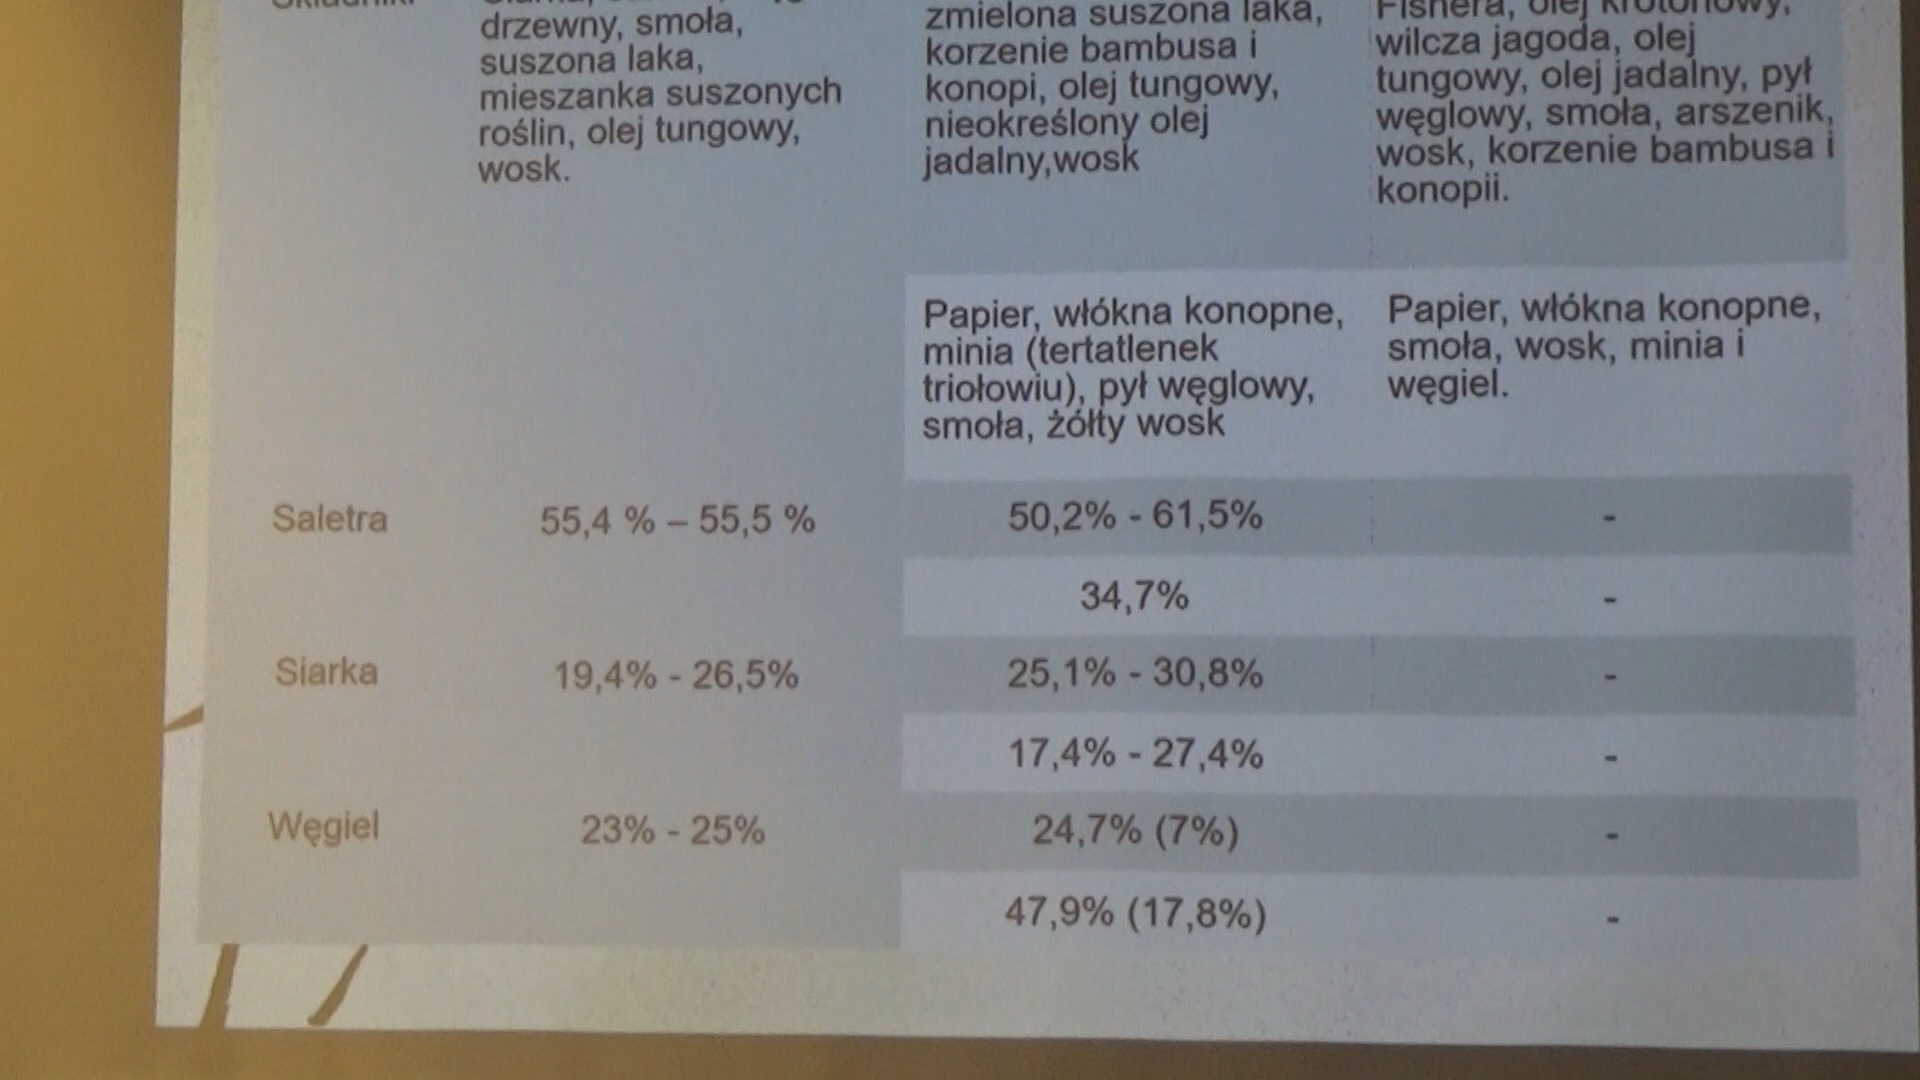 Składniki
drzewny, smoła,
suszona laka,
mieszanka suszonych
roślin, olej tungowy,
wosk.
zmielona suszona laka,
korzenie bambusa i
konopi, olej tungowy,
nieokreślony olej
jadalny,wosk
Fishera, olej krotonowy,
wilcza jagoda, olej
tungowy, olej jadalny, pył
węglowy, smoła, arszenik,
wosk, korzenie bambusa i
konopii.
Papier, włókna konopne,
minia (tertatlenek
triołowiu), pył węglowy,
smoła, żółty wosk
Papier, włókna konopne,
smoła, wosk, minia i
węgiel.
Saletra
55,4 % – 55,5 %
50,2% - 61,5%
-
34,7%
-
Siarka
19,4% - 26,5%
25,1% - 30,8%
-
17,4% - 27,4%
-
Węgiel
23% - 25%
24,7% (7%)
-
47,9% (17,8%)
-